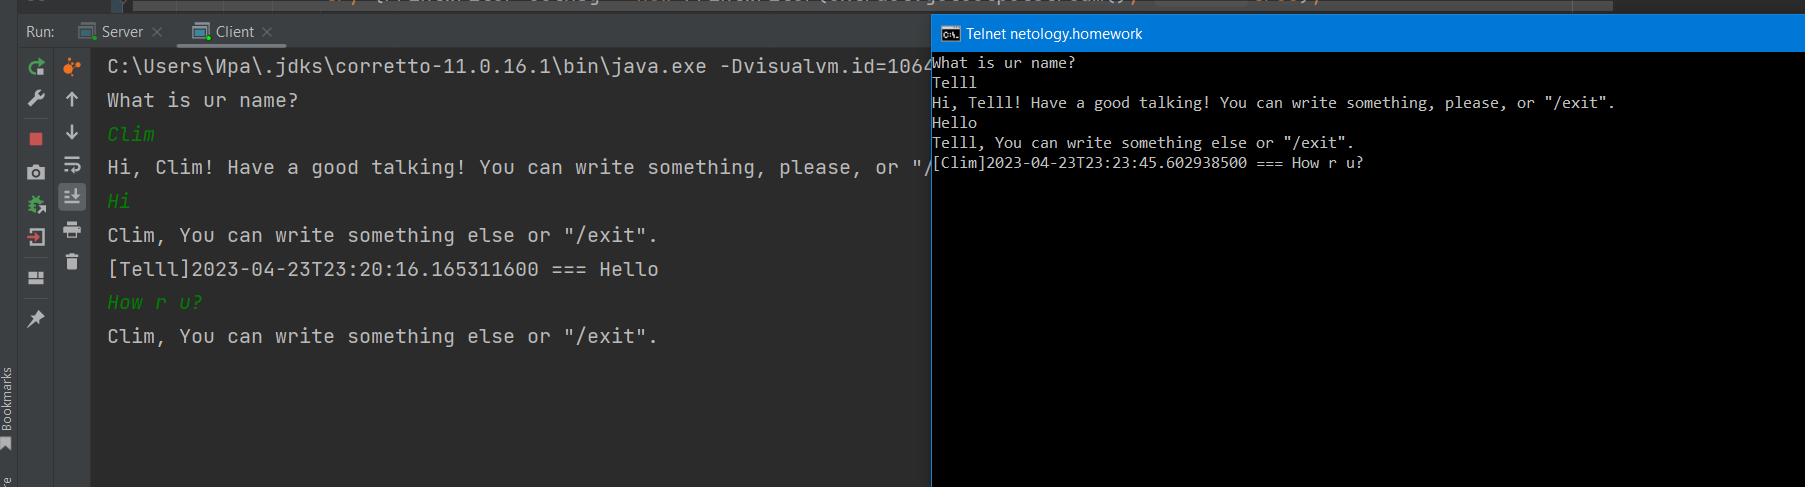 Run:
Server
Client
C:\Users\Ира\.jdks\corretto-11.0.16.1\bin\java.exe -Dvisualvm.id=1064
What is ur name?
Clim
Hi, Clim! Have a good talking! You can write something, please, or "/
Hi
Clim, You can write something else or "/exit".
[Telll]2023-04-23T23:20:16.165311600 === Hello
How r u?
Clim, You can write something else or "/exit".
Bookmarks
Telnet netology.homework
What is ur name?
Telll
Hi, Telll! Have a good talking! You can write something, please, or "/exit".
Hello
Telll, You can write something else or "/exit".
[Clim]2023-04-23T23:23:45.602938500 === How r u?